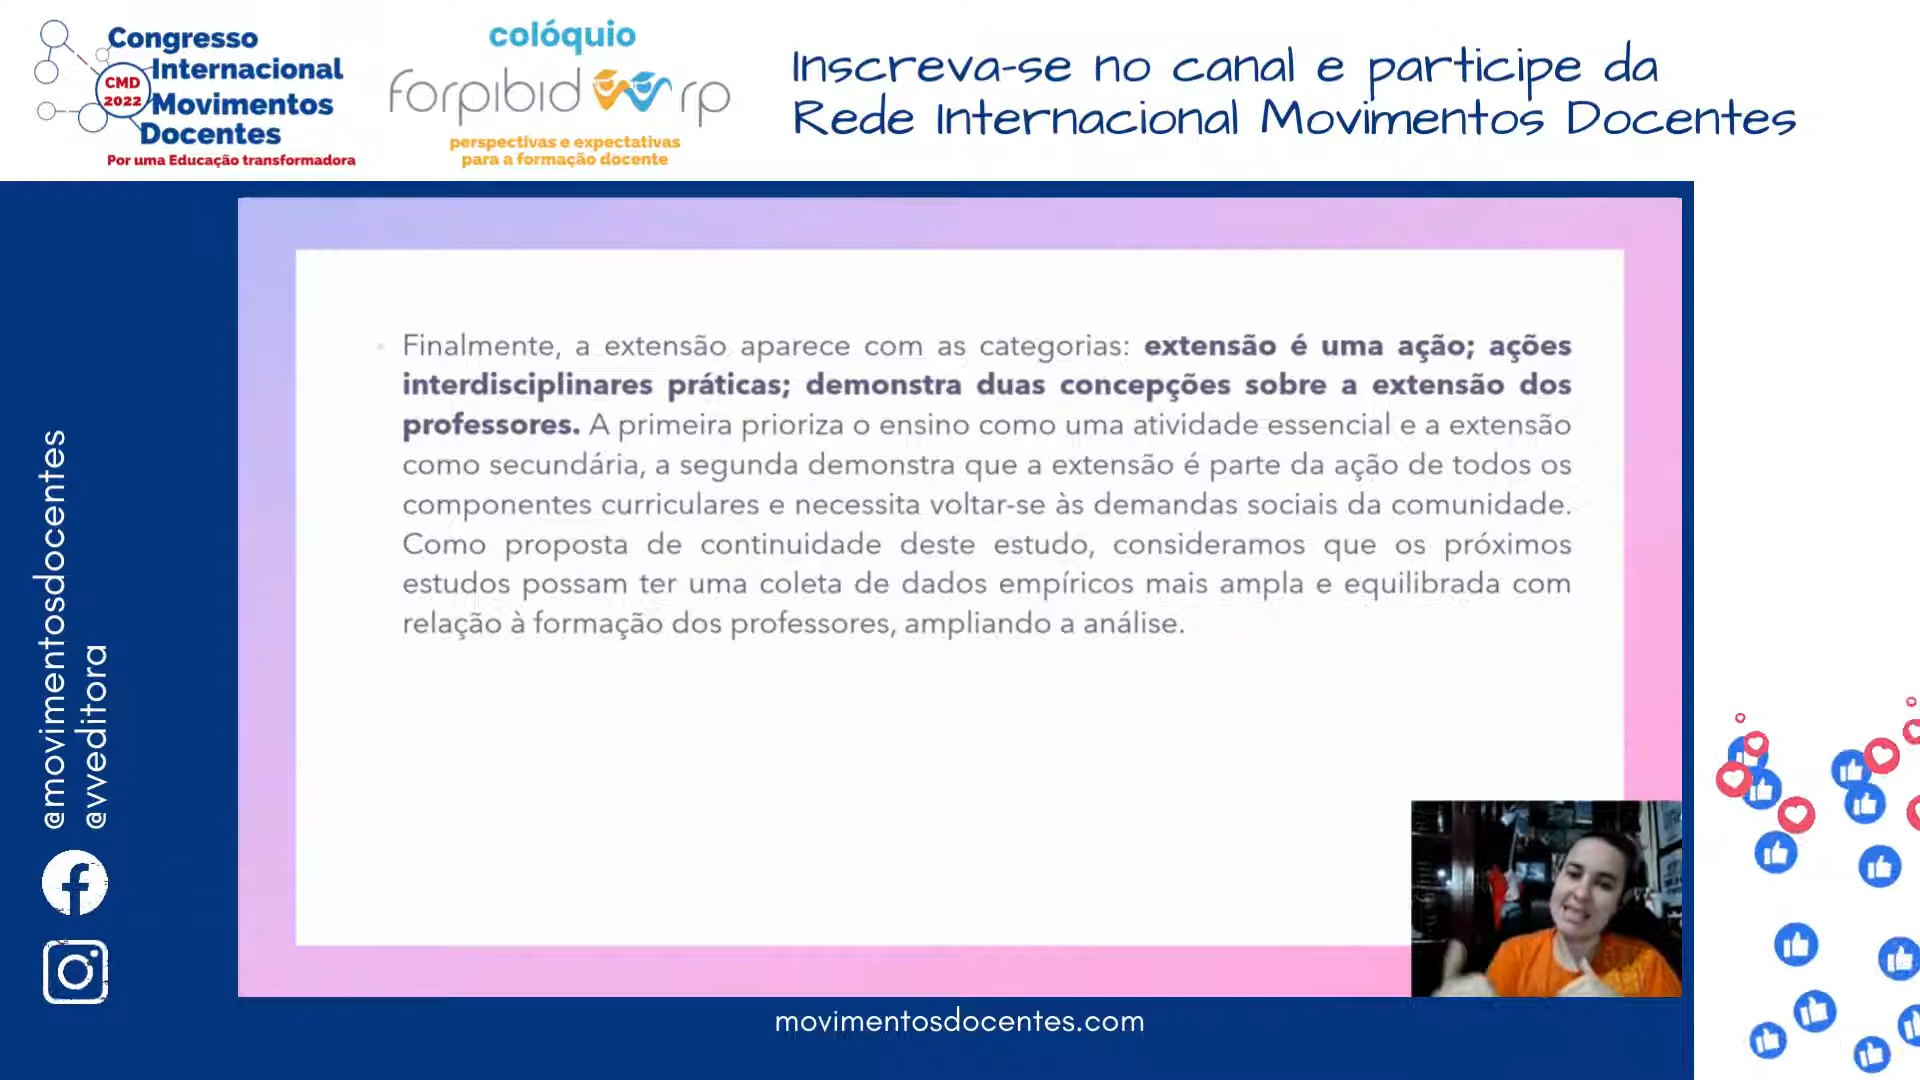 Congresso
Internacional
CMD
2022
Movimentos
Docentes
Por uma Educação transformadora
colóquio
forpibid rp
perspectivas e expectativas
para a formação docente
Inscreva-se no canal e participe da
Rede Internacional Movimentos Docentes
Finalmente, a extensão aparece com as categorias: extensão é uma ação; ações
interdisciplinares práticas; demonstra duas concepções sobre a extensão dos
professores. A primeira prioriza o ensino como uma atividade essencial e a extensão
como secundária, a segunda demonstra que a extensão é parte da ação de todos os
componentes curriculares e necessita voltar-se às demandas sociais da comunidade.
Como proposta de continuidade deste estudo, consideramos que os próximos
estudos possam ter uma coleta de dados empíricos mais ampla e equilibrada com
relação à formação dos professores, ampliando a análise.
@movimentosdocentes
@vveditora
movimentosdocentes.com